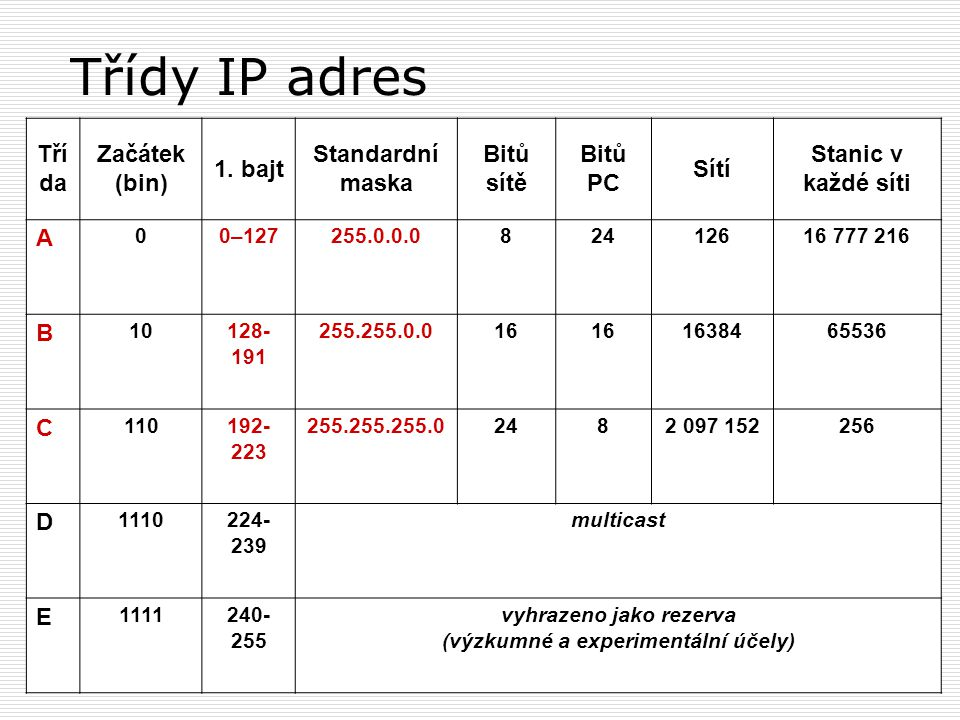 Třídy IP adres
Tří
da
Začátek
(bin)
1. bajt
Standardní
maska
Bitů
sítě
Bitů
PC
Sítí
Stanic v
každé síti
A
0
0–127
255.0.0.0
8
24
126
16 777 216
B
10
128-
191
255.255.0.0
16
16
16384
65536
C
110
192-
223
255.255.255.0
24
8
2 097 152
256
D
1110
224-
239
multicast
E
1111
240-
255
vyhrazeno jako rezerva
(výzkumné a experimentální účely)